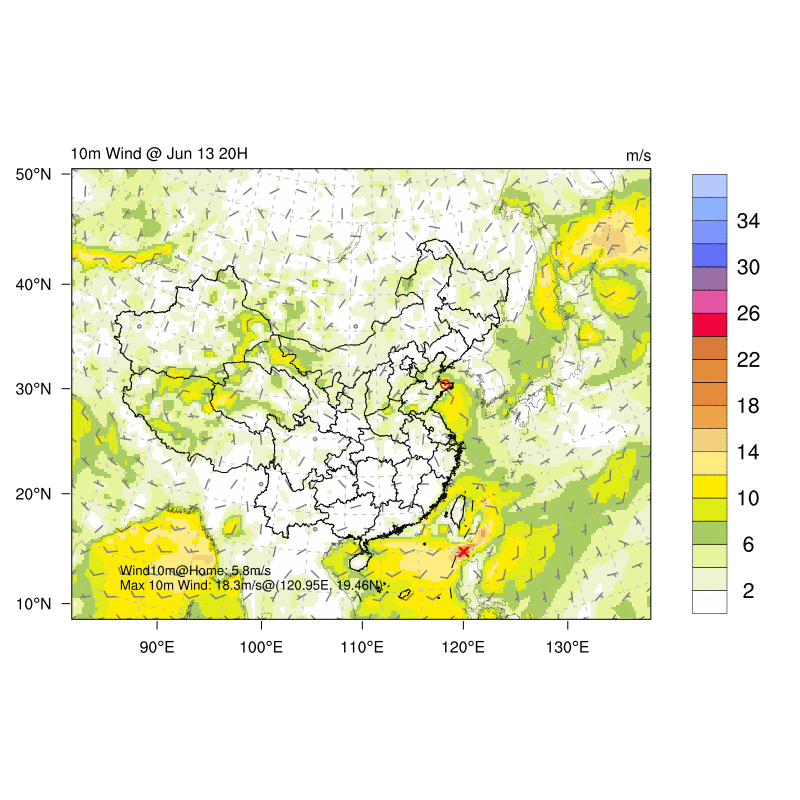 10m Wind @ Jun 13 20H
m/s
50°N
40°N
30°N
20°N
10°N
90°E
100°E
110°E
120°E
130°E
34
30
26
22
18
14
10
6
2
Wind10m@Home: 5.8m/s
Max 10m Wind: 18.3m/s@(120.95E, 19.46N)